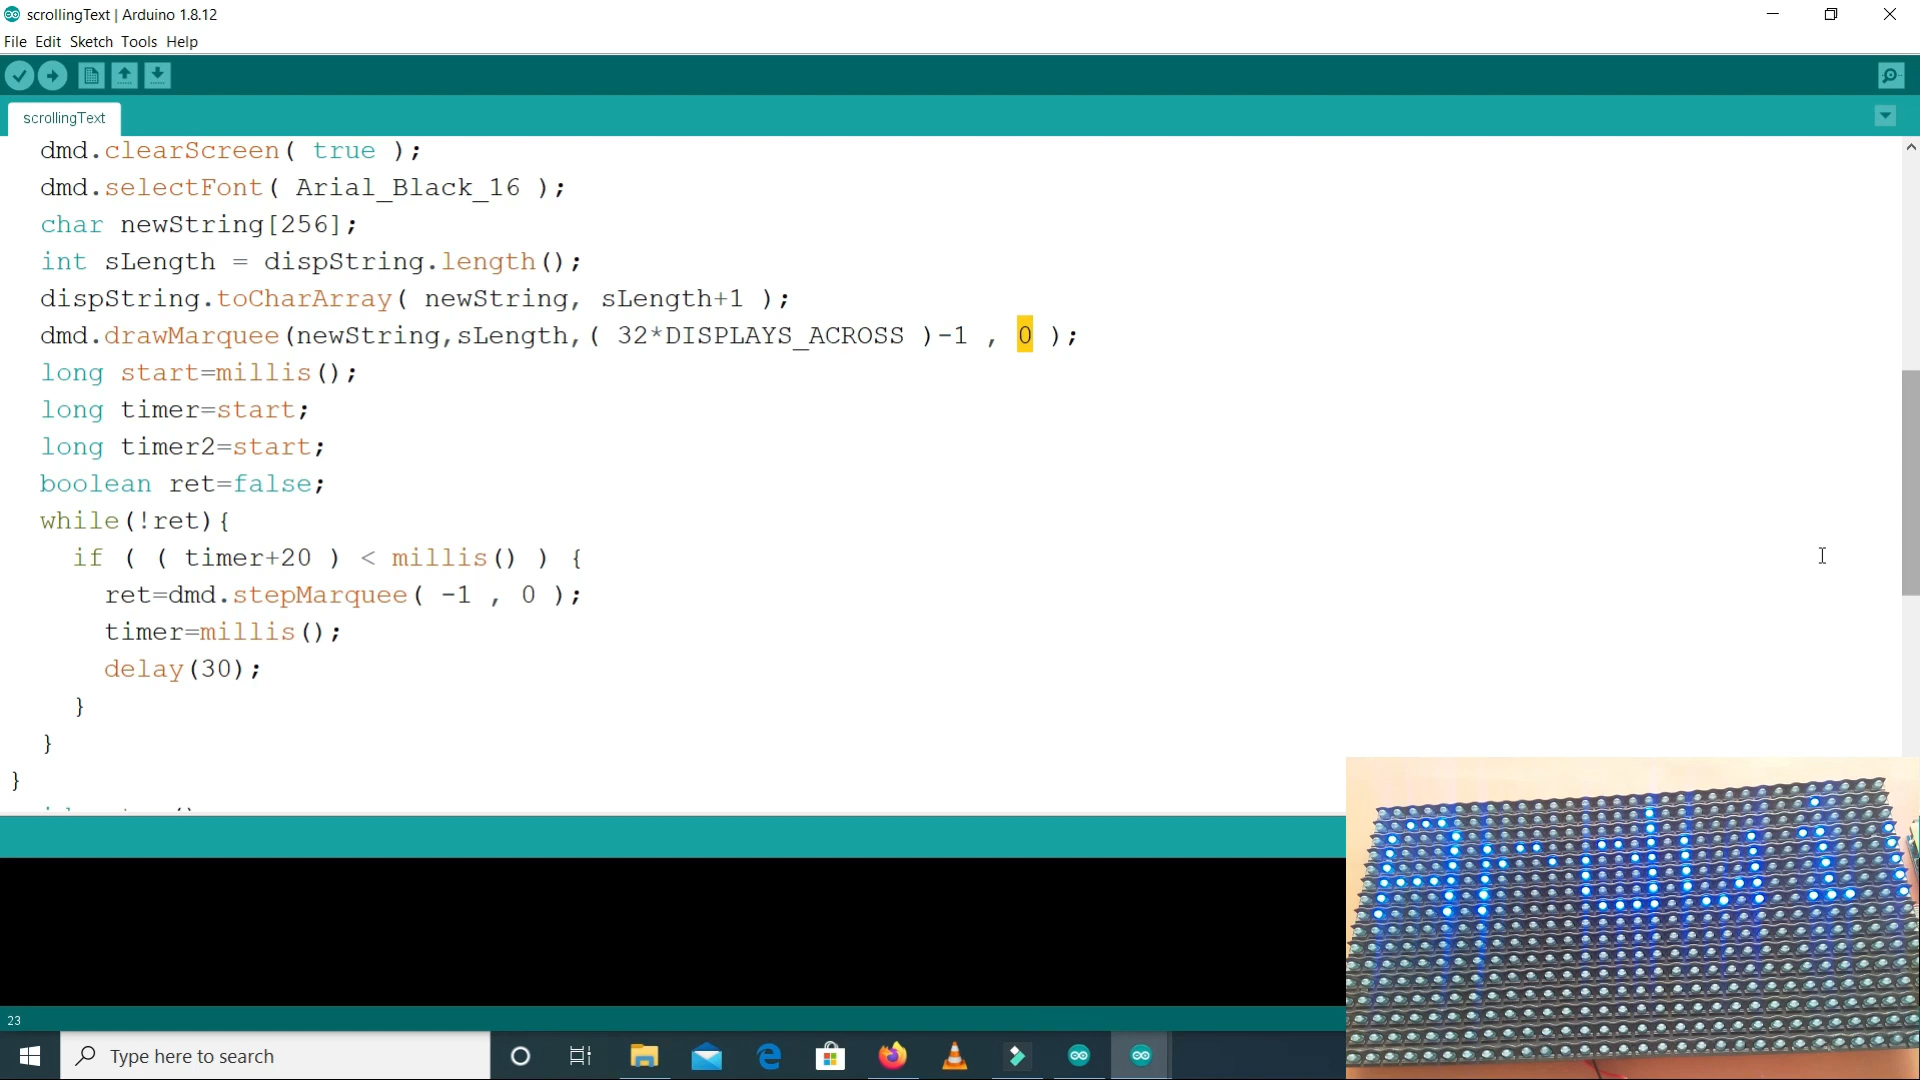 scrollingText | Arduino 1.8.12
File Edit Sketch Tools Help
scrollingText
dmd.clearScreen( true );
dmd.selectFont( Arial_Black_16 );
char newString[256];
int sLength = dispString.length();
dispString.toCharArray( newString, sLength+1 );
dmd.drawMarquee(newString,sLength,( 32*DISPLAYS_ACROSS )-1 , 0 );
long start=millis();
long timer=start;
long timer2=start;
boolean ret=false;
while(!ret){
if ( ( timer+20 ) < millis() ) {
ret=dmd.stepMarquee( -1 , 0 );
timer=millis();
delay(30);
}
}
}
23
Type here to search